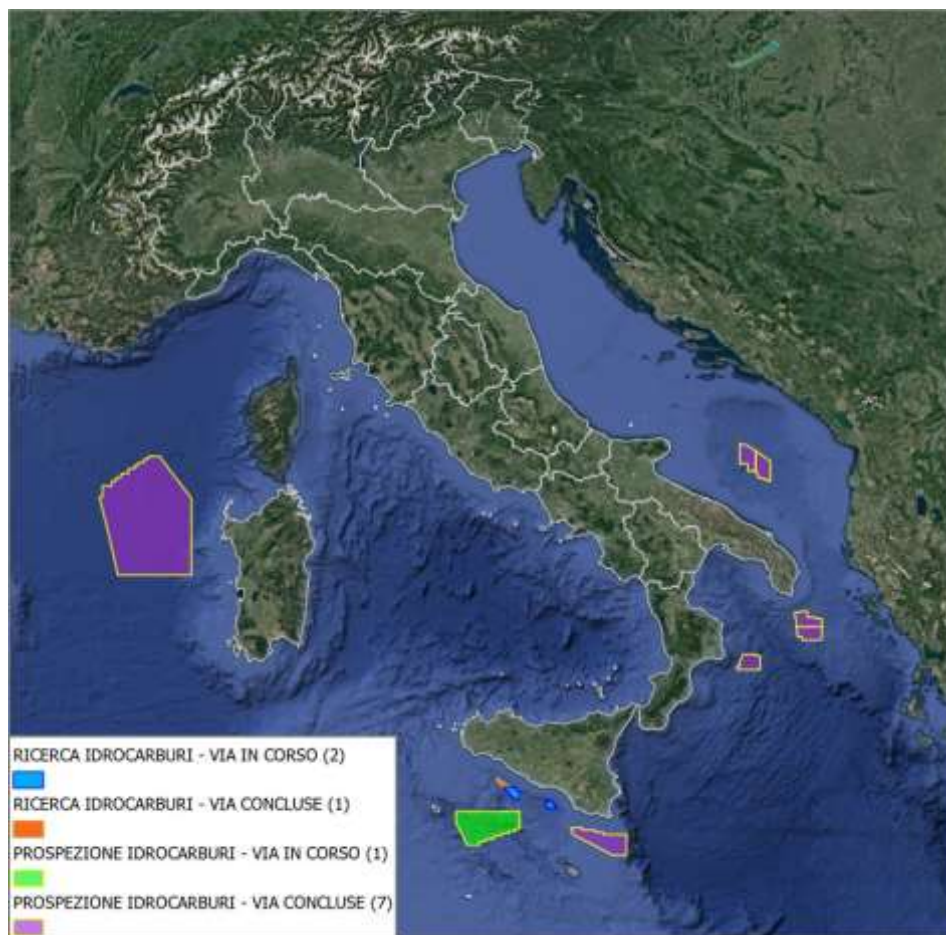 RICERCA IDROCARBURI - VIA IN CORSO (2)
RICERCA IDROCARBURI - VIA CONCLUSE (1)
PROSPEZIONE IDROCARBURI - VIA IN CORSO (1)
PROSPEZIONE IDROCARBURI - VIA CONCLUSE (7)